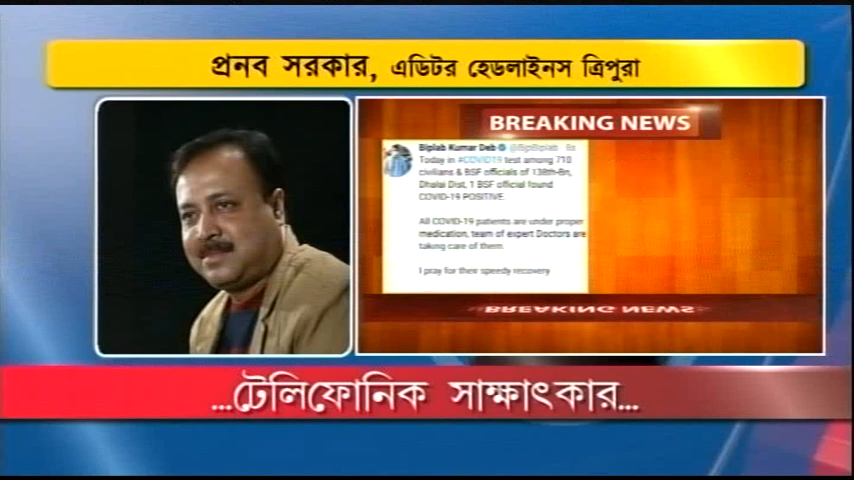 প্রনব সরকার, এডিটর হেডলাইনস ত্রিপুরা
BREAKING NEWS
Biplab Kumar Deb @BjpBiplab 8s
Today in #COVID19 test among 710
civilians & BSF officials of 138th-Bn,
Dhalai Dist, 1 BSF official found
COVID-19 POSITIVE.
All COVID-19 patients are under proper
medication, team of expert Doctors are
taking care of them.
I pray for their speedy recovery
BREAKING NEWS
...টেলিফোনিক সাক্ষাৎকার...